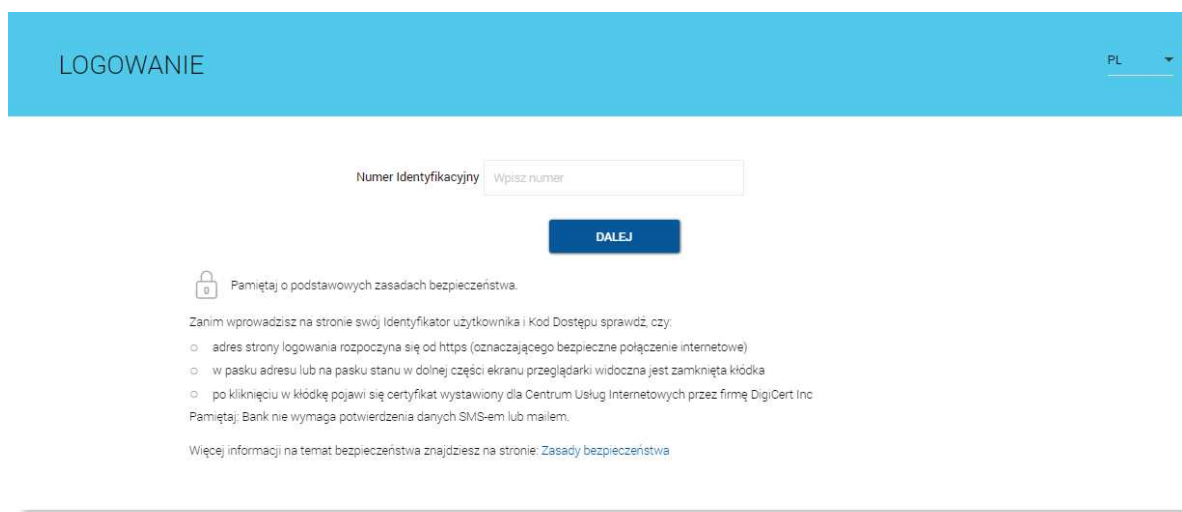 LOGOWANIE
PL
Numer Identyfikacyjny Wpisz numer
DALEJ
Pamiętaj o podstawowych zasadach bezpieczeństwa.
Zanim wprowadzisz na stronie swój Identyfikator użytkownika i Kod Dostępu sprawdź, czy:
adres strony logowania rozpoczyna się od https (oznaczającego bezpieczne połączenie internetowe)
w pasku adresu lub na pasku stanu w dolnej części ekranu przeglądarki widoczna jest zamknięta kłódka
po kliknięciu w kłódkę pojawi się certyfikat wystawiony dla Centrum Usług Internetowych przez firmę DigiCert Inc
Pamiętaj: Bank nie wymaga potwierdzenia danych SMS-em lub mailem.
Więcej informacji na temat bezpieczeństwa znajdziesz na stronie: Zasady bezpieczeństwa